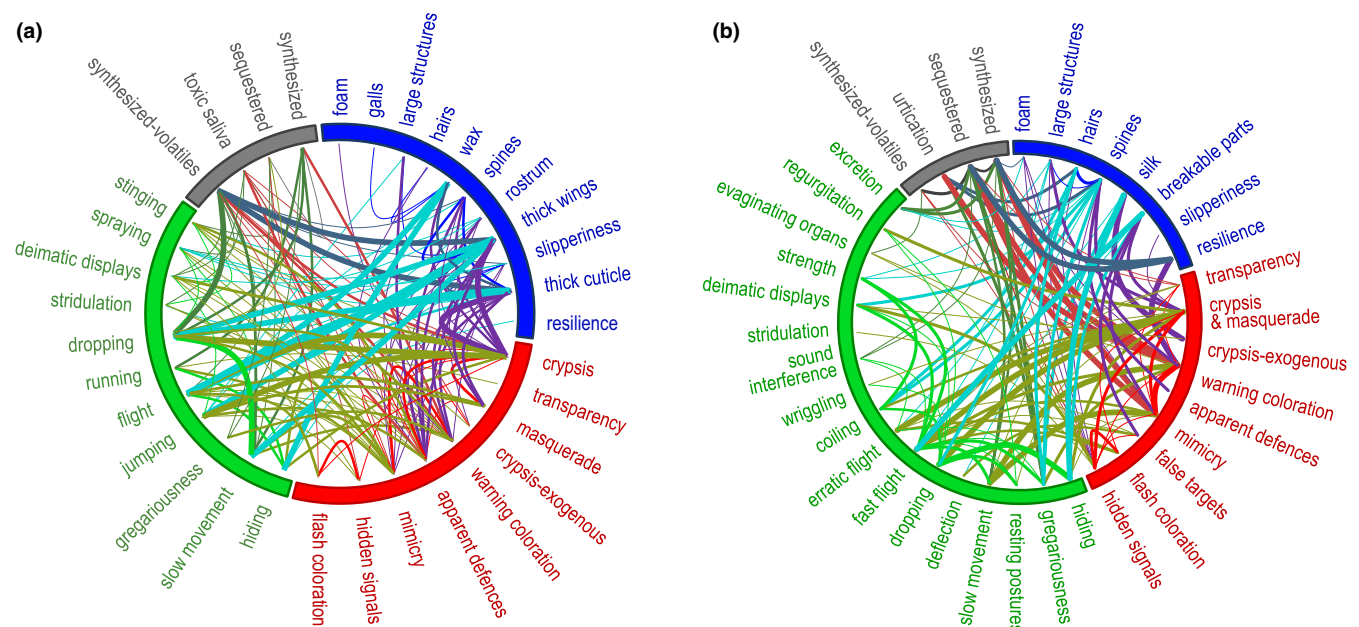 (a)
synthesized-volatiles
toxic saliva
sequestered
synthesized
foam
galls
large structures
hairs
wax
spines
rostrum
thick wings
slipperiness
thick cuticle
resilience
crypsis
transparency
masquerade
crypsis-exogenous
warning coloration
apparent defences
mimicry
hidden signals
flash coloration
hiding
slow movement
gregariousness
jumping
flight
running
dropping
stridulation
deimatic displays
spraying
stinging
(b)
synthesized-volatiles
urtication
sequestered
synthesized
foam
large structures
hairs
spines
silk
breakable parts
slipperiness
resilience
transparency
crypsis
& masquerade
crypsis-exogenous
warning coloration
apparent defences
mimicry
false targets
flash coloration
hidden signals
hiding
gregariousness
resting postures
slow movement
deflection
dropping
fast flight
erratic flight
coiling
wriggling
sound
interference
stridulation
deimatic displays
strength
evaginating organs
regurgitation
excretion